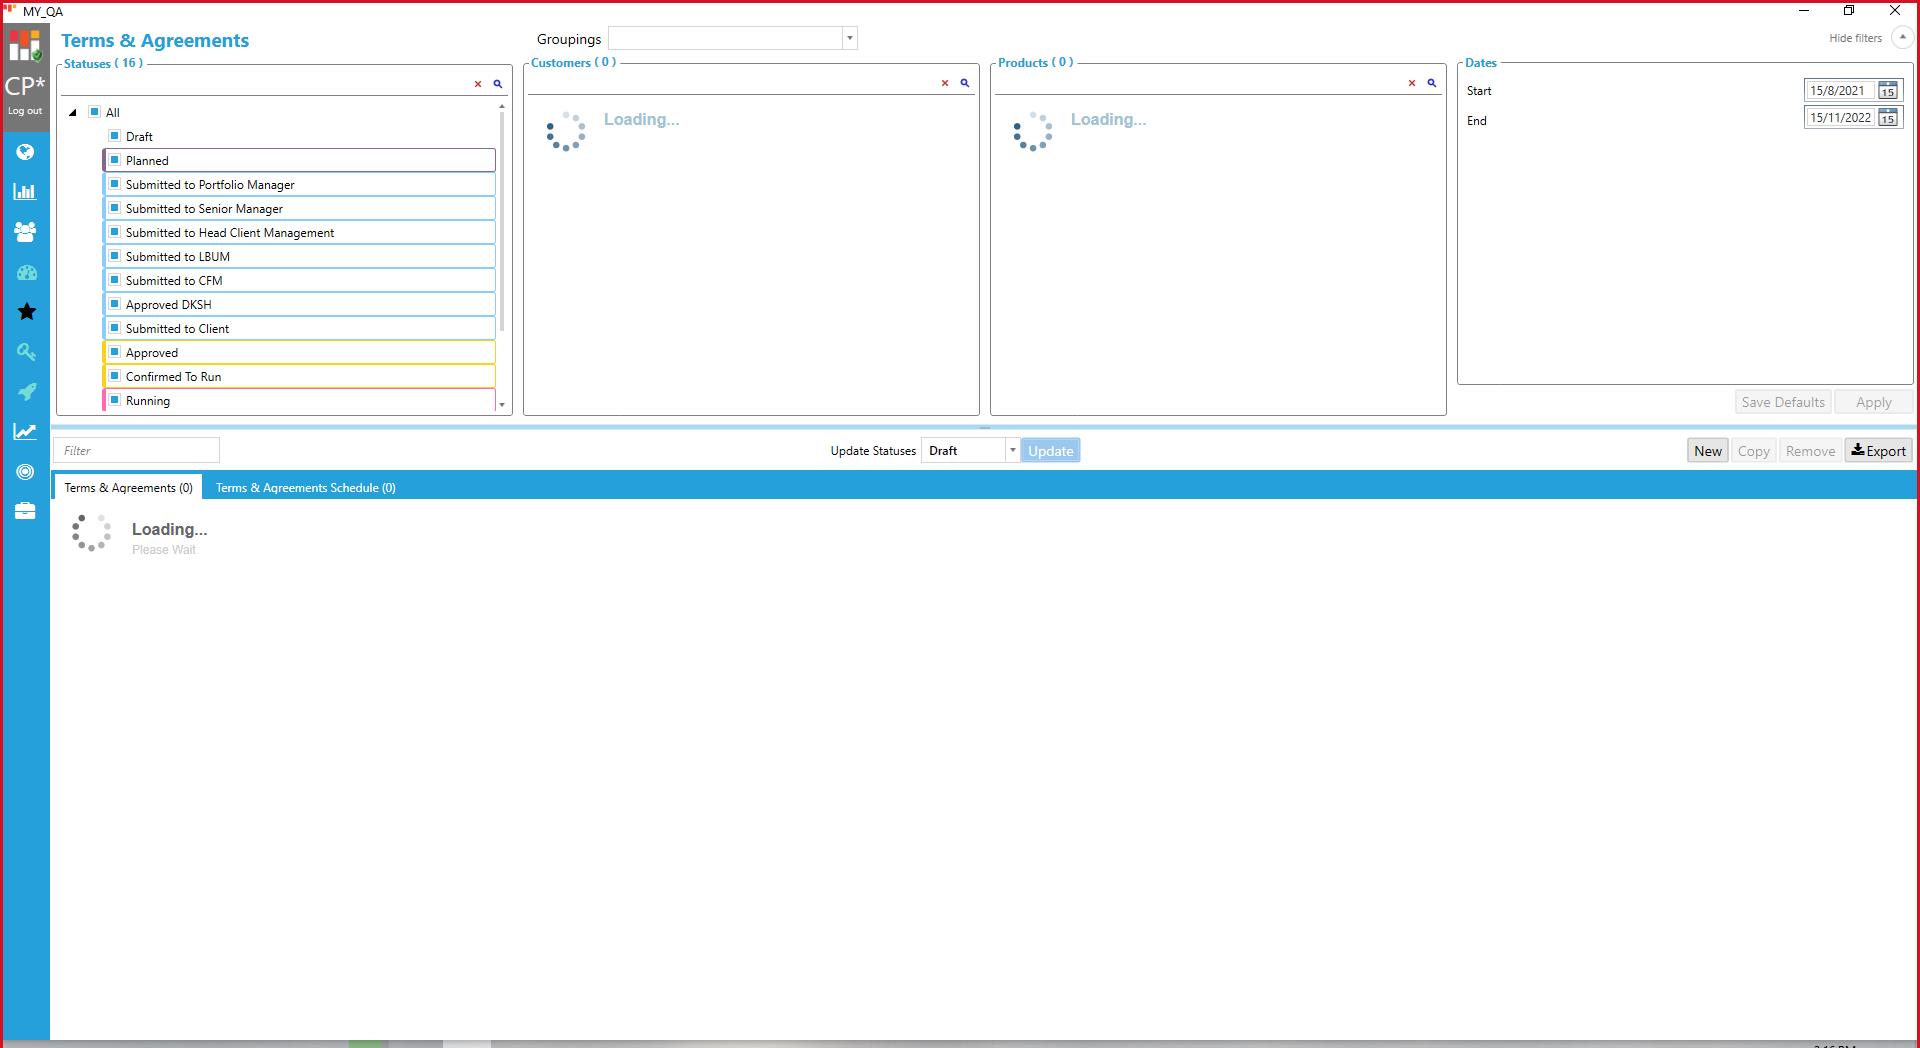 MY_QA
CP*
Log out
Terms & Agreements
Groupings
Hide filters
Statuses ( 16 )
All
Draft
Planned
Submitted to Portfolio Manager
Submitted to Senior Manager
Submitted to Head Client Management
Submitted to LBUM
Submitted to CFM
Approved DKSH
Submitted to Client
Approved
Confirmed To Run
Running
Customers ( 0 )
Loading...
Products ( 0 )
Loading...
Dates
Start
15/8/2021
15
End
15/11/2022
15
Save Defaults
Apply
Filter
Update Statuses
Draft
Update
New
Copy
Remove
Export
Terms & Agreements (0)
Terms & Agreements Schedule (0)
Loading...
Please Wait